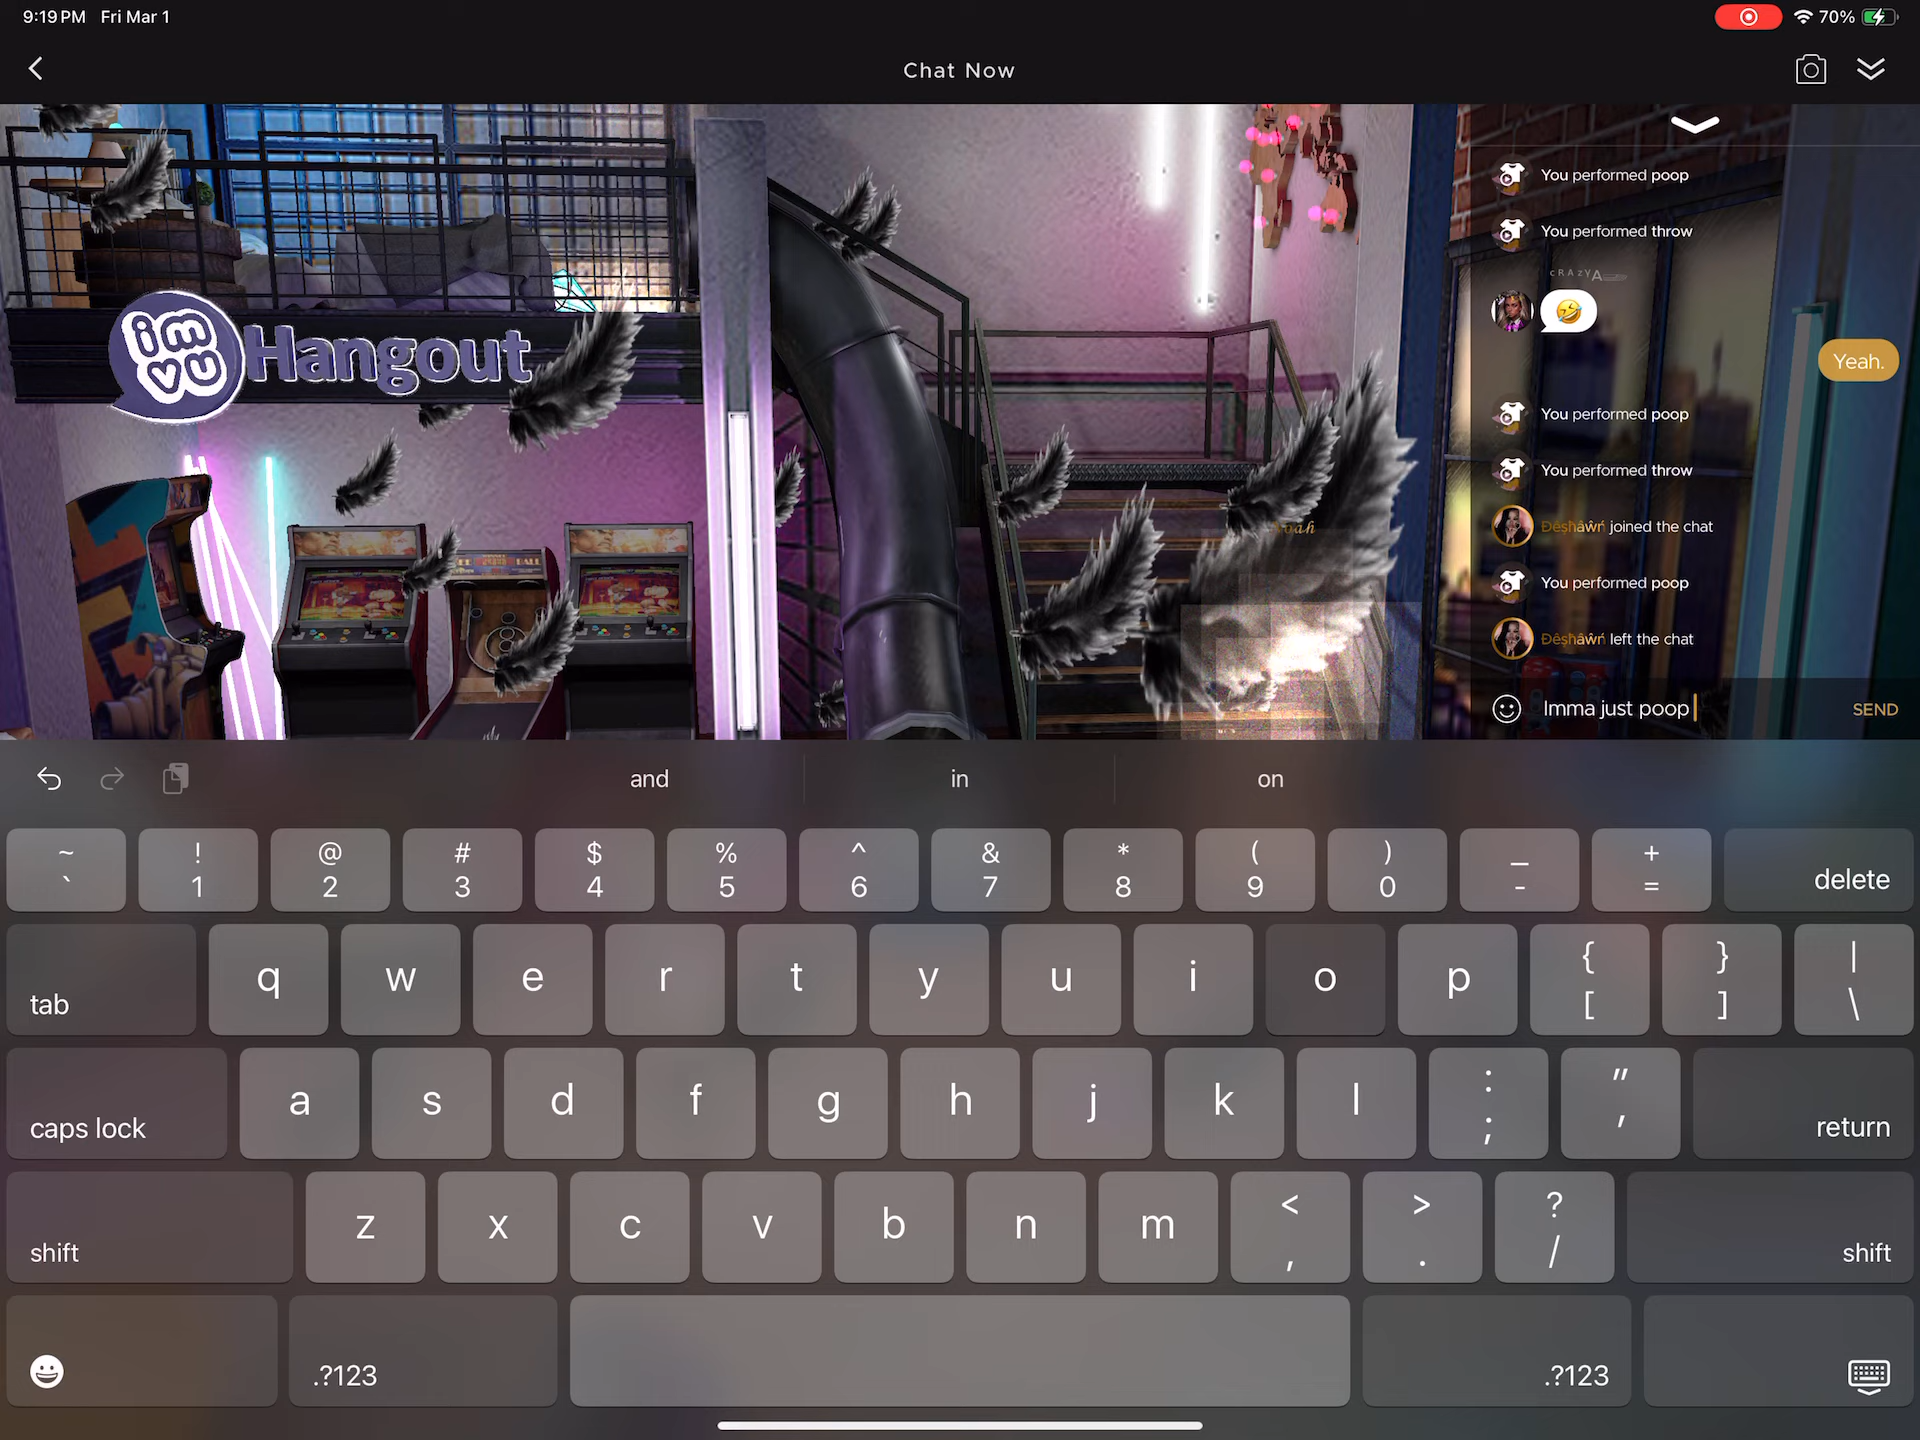 9:19 PM Fri Mar 1
70%
Chat Now
You performed poop
You performed throw
cRAzYA
imvu Hangout
Yeah.
You performed poop
You performed throw
Đêşħâŵń joined the chat
You performed poop
Đêşħâŵń left the chat
Imma just poop
SEND
and in on
~ ! @ # $ % ^ & * ( ) _ +
` 1 2 3 4 5 6 7 8 9 0 - = delete
tab q w e r t y u i o p { [ } ] | \
caps lock a s d f g h j k l : ; " ' return
shift z x c v b n m < , > . ? / shift
.?123 .?123